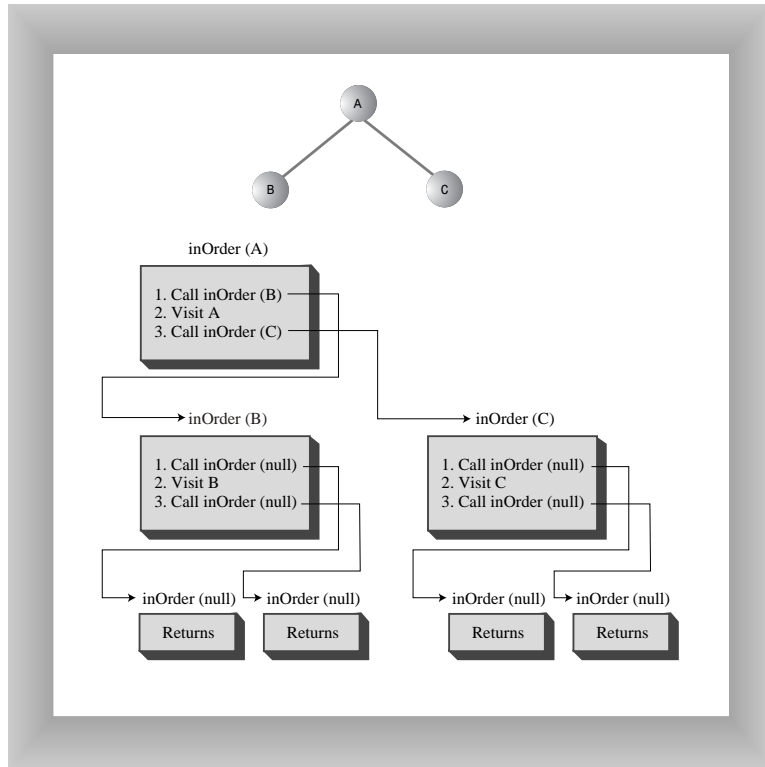 A
B
C
inOrder (A)
1. Call inOrder (B)
2. Visit A
3. Call inOrder (C)
inOrder (B)
1. Call inOrder (null)
2. Visit B
3. Call inOrder (null)
inOrder (C)
1. Call inOrder (null)
2. Visit C
3. Call inOrder (null)
inOrder (null)
inOrder (null)
inOrder (null)
inOrder (null)
Returns
Returns
Returns
Returns